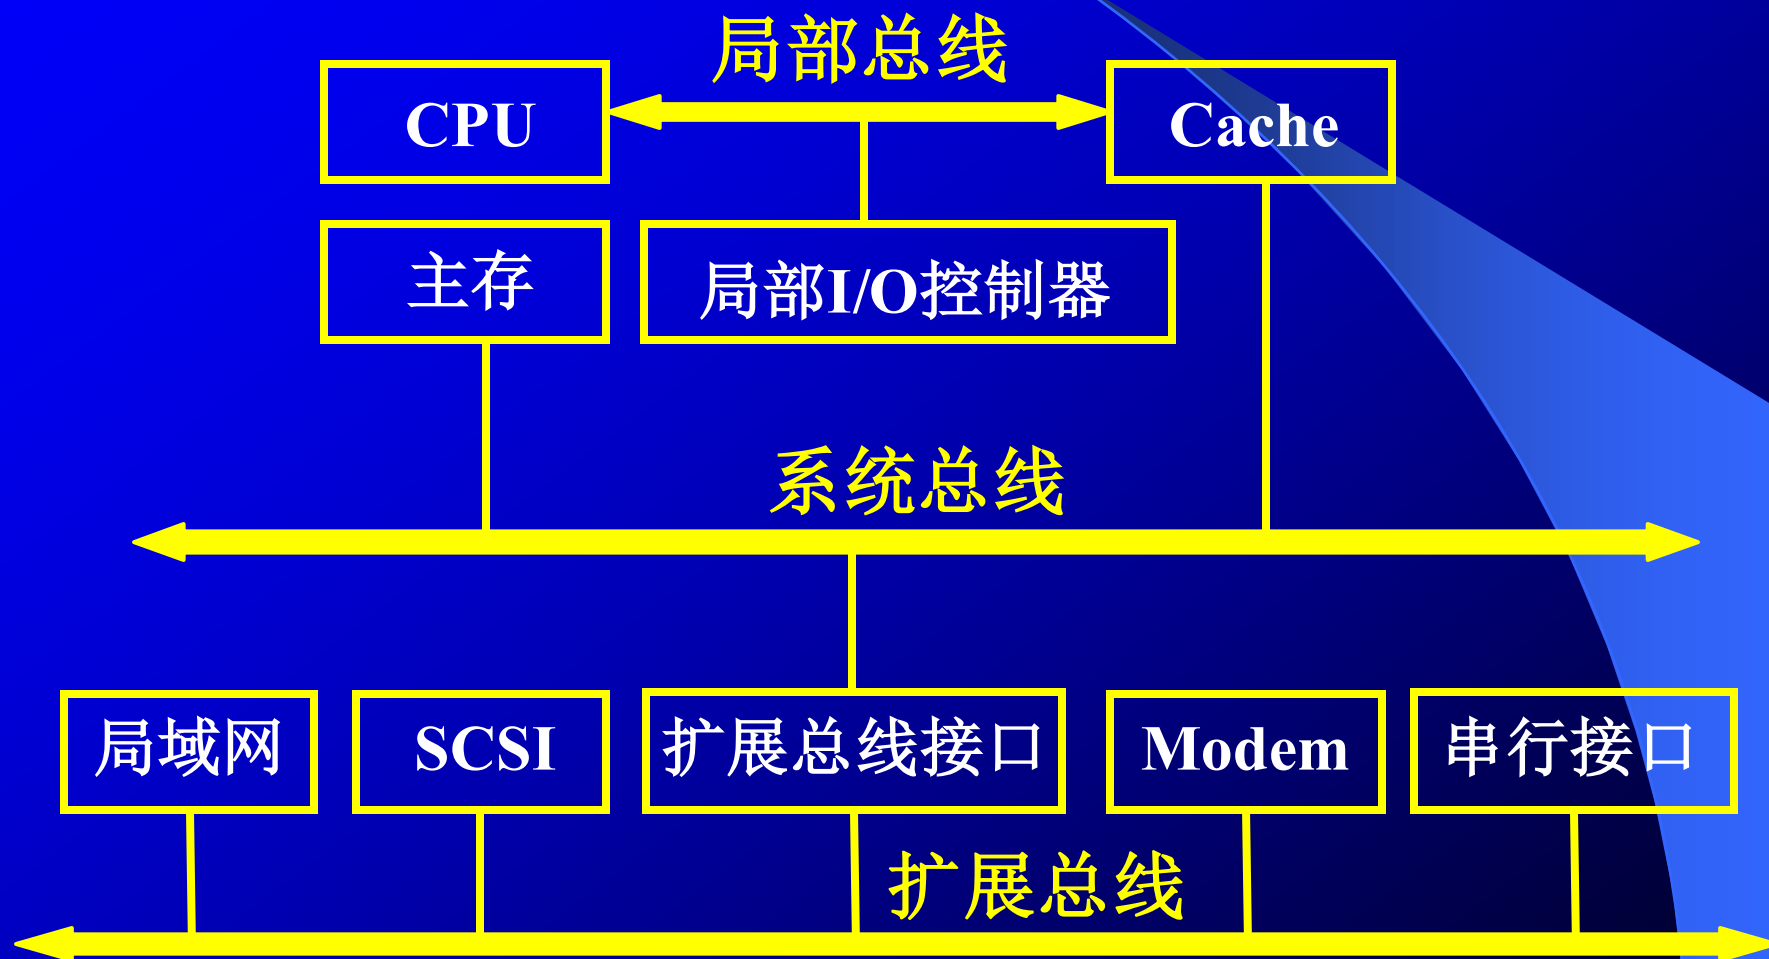 局部总线
CPU
Cache
主存
局部I/O控制器
系统总线
局域网
SCSI
扩展总线接口
Modem
串行接口
扩展总线